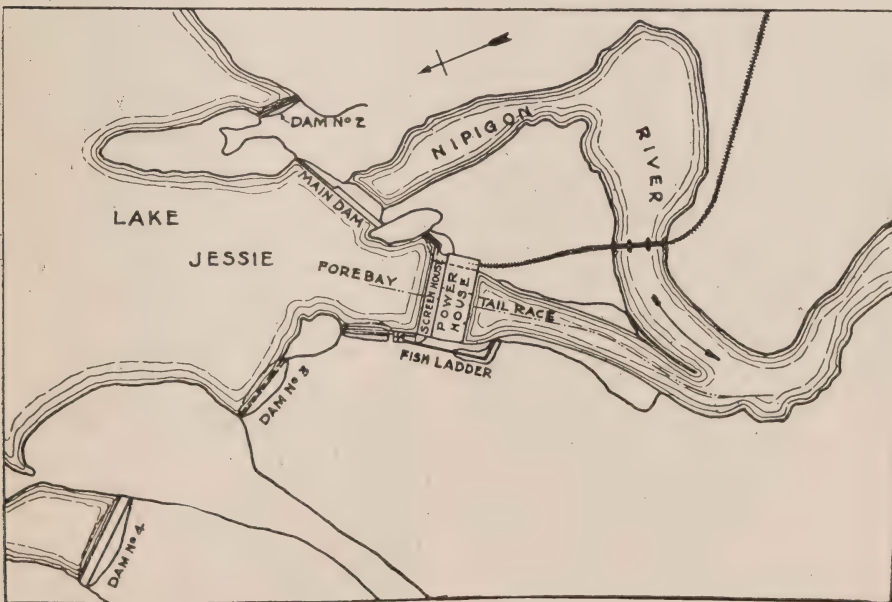 DAM Nº 2
NIPIGON
RIVER
MAIN DAM
LAKE
JESSIE
FOREBAY
SCREEN HOUSE
POWER
HOUSE
TAIL RACE
FISH LADDER
DAM Nº 3
DAM Nº 4